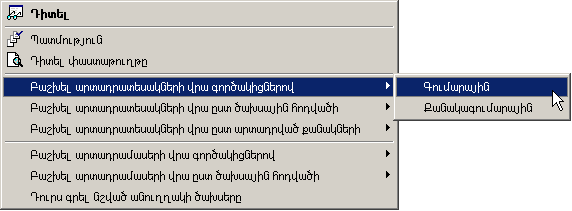 Դիտել
Պատմություն
Դիտել փաստաթուղթը
Բաշխել արտադրատեսակների վրա գործակիցներով
Գումարային
Բաշխել արտադրատեսակների վրա ըստ ծախսային հոդվածի
Քանակագումարային
Բաշխել արտադրատեսակների վրա ըստ արտադրված քանակների
Բաշխել արտադրամասերի վրա գործակիցներով
Բաշխել արտադրամասերի վրա ըստ ծախսային հոդվածի
Դուրս գրել նշված անուղղակի ծախսերը